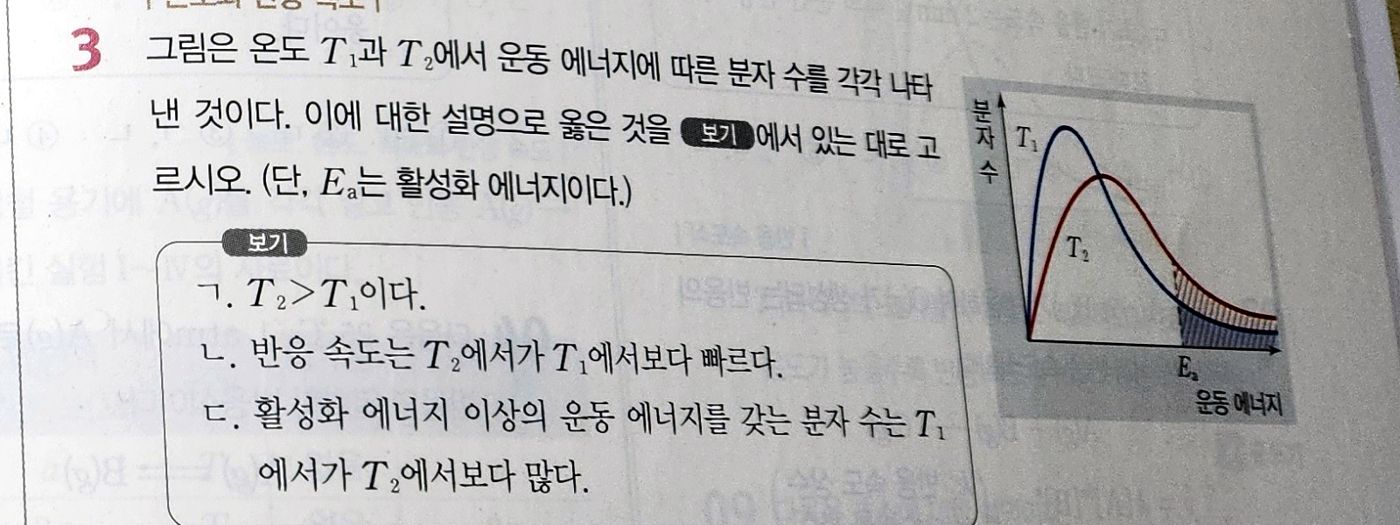 3 그림은 온도 T₁과 T₂에서 운동 에너지에 따른 분자 수를 각각 나타
낸 것이다. 이에 대한 설명으로 옳은 것을 보기 에서 있는 대로 고
르시오. (단, Eₐ는 활성화 에너지이다.)
보기
ㄱ. T₂>T₁이다.
ㄴ. 반응 속도는 T₂에서가 T₁에서보다 빠르다.
ㄷ. 활성화 에너지 이상의 운동 에너지를 갖는 분자 수는 T₁
에서가 T₂에서보다 많다.
분자 수
T₁
T₂
Eₐ
운동 에너지